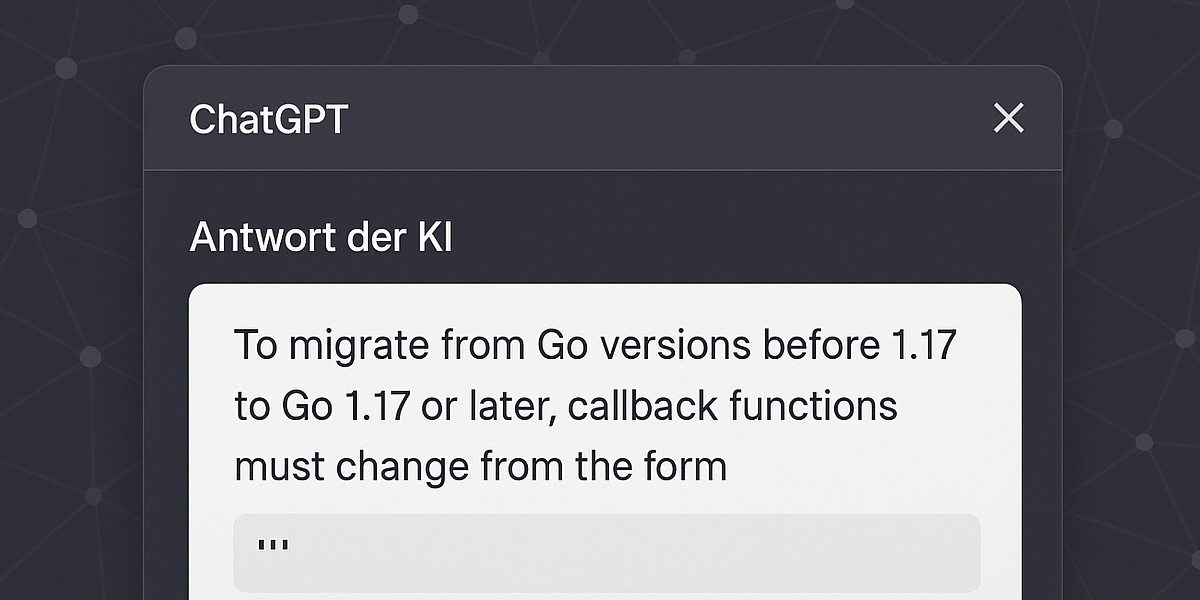 ChatGPT
Antwort der KI
To migrate from Go versions before 1.17
to Go 1.17 or later, callback functions
must change from the form
'''